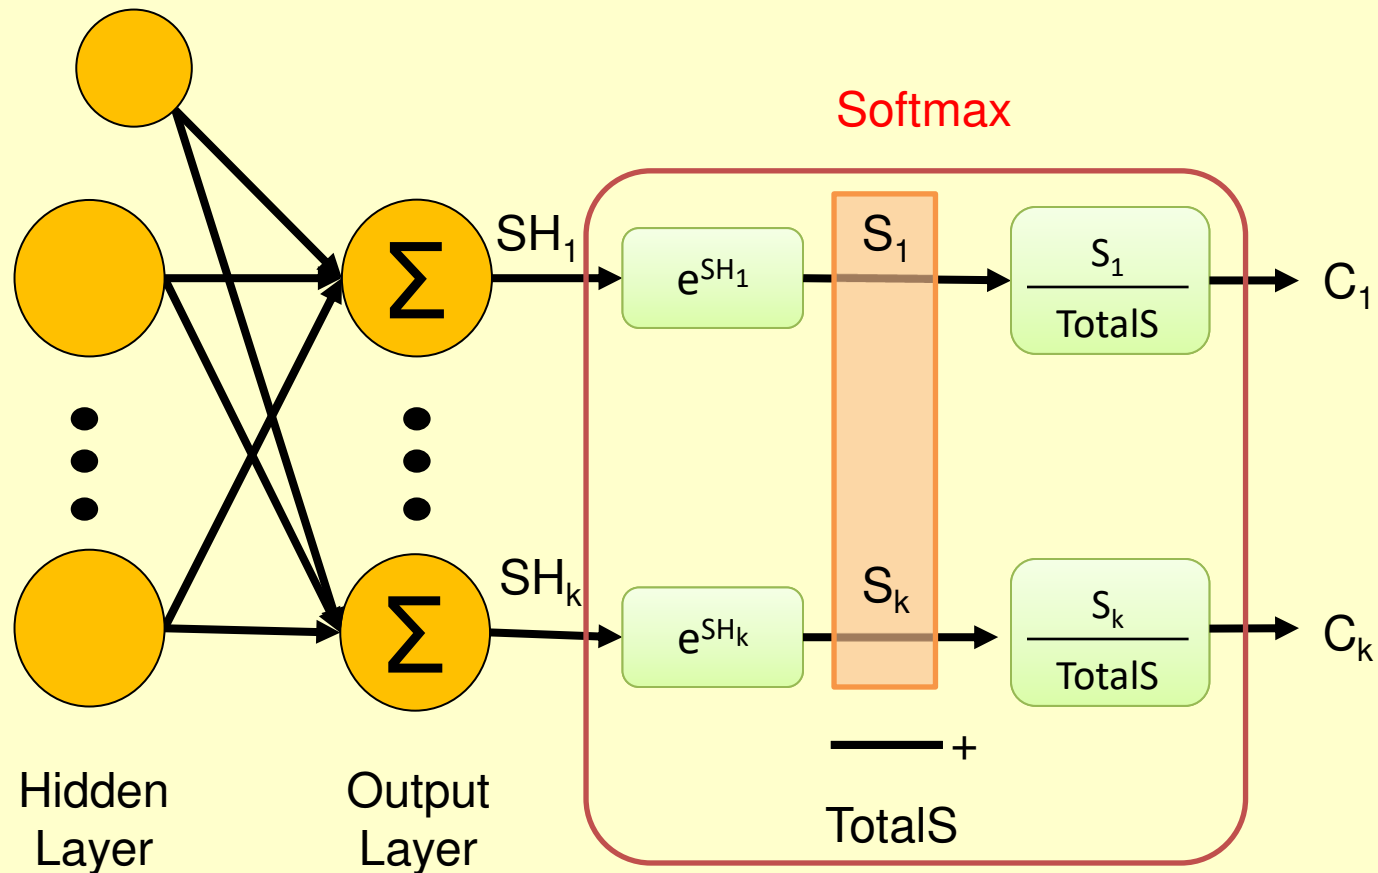 Softmax
Σ
SH₁
e^SH₁
S₁
S₁
TotalS
C₁
Σ
SHₖ
e^SHₖ
Sₖ
Sₖ
TotalS
Cₖ
+
TotalS
Hidden
Layer
Output
Layer